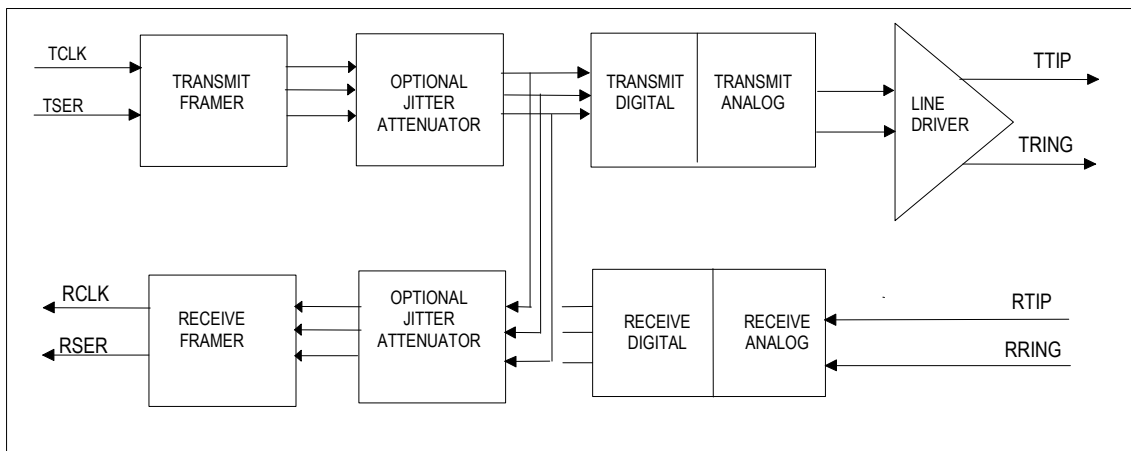 TCLK
TSER
TRANSMIT
FRAMER
OPTIONAL
JITTER
ATTENUATOR
TRANSMIT
DIGITAL
TRANSMIT
ANALOG
LINE
DRIVER
TTIP
TRING
RCLK
RSER
RECEIVE
FRAMER
OPTIONAL
JITTER
ATTENUATOR
RECEIVE
DIGITAL
RECEIVE
ANALOG
RTIP
RRING